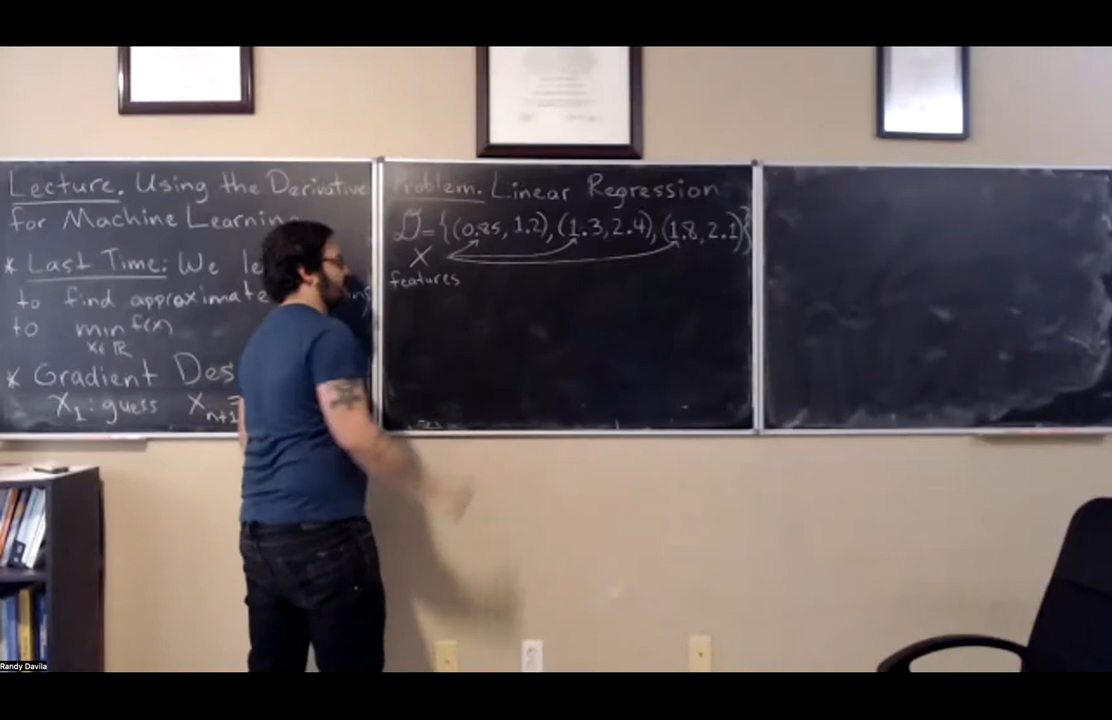 Lecture. Using the Derivative
for Machine Learning
* Last Time: We
to find approximate
to min f(x)
x∈ℝ
* Gradient Des
X₁: guess Xₙ₊₁ =
Problem. Linear Regression
𝒟 = {(0.85, 1.2), (1.3, 2.4), (1.8, 2.1)}
X
features
Randy Davila